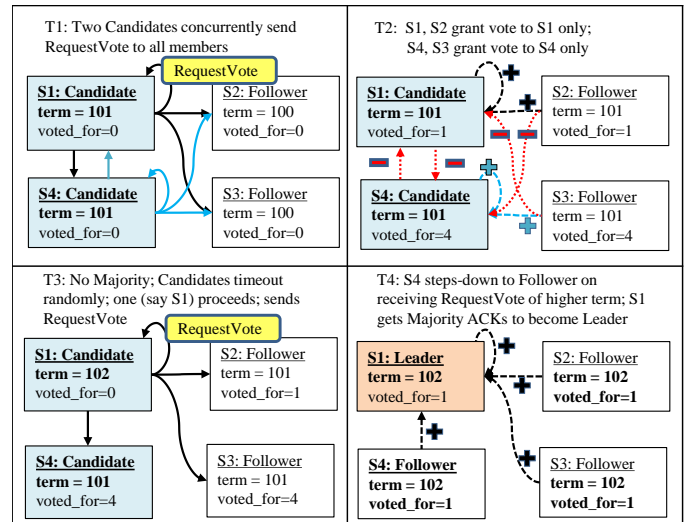 T1: Two Candidates concurrently send
RequestVote to all members
RequestVote
S1: Candidate
term = 101
voted_for=0
S2: Follower
term = 100
voted_for=0
S4: Candidate
term = 101
voted_for=0
S3: Follower
term = 100
voted_for=0
T2: S1, S2 grant vote to S1 only;
S4, S3 grant vote to S4 only
S1: Candidate
term = 101
voted_for=1
S2: Follower
term = 101
voted_for=1
S4: Candidate
term = 101
voted_for=4
S3: Follower
term = 101
voted_for=4
T3: No Majority; Candidates timeout
randomly; one (say S1) proceeds; sends
RequestVote
RequestVote
S1: Candidate
term = 102
voted_for=0
S2: Follower
term = 101
voted_for=1
S4: Candidate
term = 101
voted_for=4
S3: Follower
term = 101
voted_for=4
T4: S4 steps-down to Follower on
receiving RequestVote of higher term; S1
gets Majority ACKs to become Leader
S1: Leader
term = 102
voted_for=1
S2: Follower
term = 102
voted_for=1
S4: Follower
term = 102
voted_for=1
S3: Follower
term = 102
voted_for=1